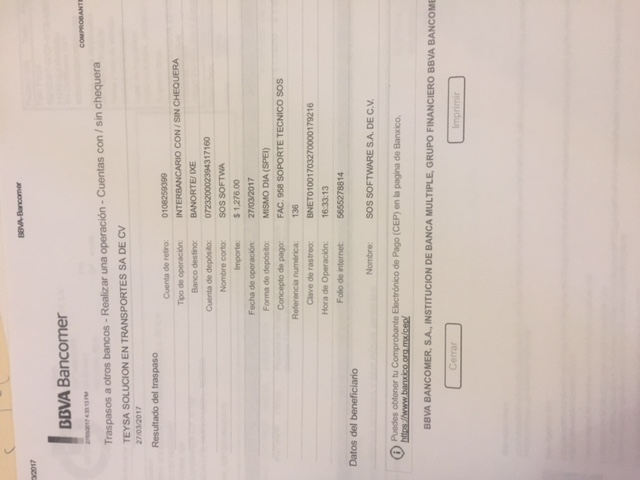 BBVA-Bancomer
3/2017
BBVA Bancomer
27/03/2017 4:33:13 PM
COMPROBANTE
Traspasos a otros bancos - Realizar una operación - Cuentas con / sin chequera
TEYSA SOLUCION EN TRANSPORTES SA DE CV
27/03/2017
Resultado del traspaso
Cuenta de retiro: 0108259399
Tipo de operación: INTERBANCARIO CON / SIN CHEQUERA
Banco destino: BANORTE/ IXE
Cuenta de depósito: 072320002394317160
Nombre corto: SOS SOFTWA
Importe: $ 1,276.00
Fecha de operación: 27/03/2017
Forma de depósito: MISMO DIA (SPEI)
Concepto de pago: FAC. 958 SOPORTE TECNICO SOS
Referencia numérica: 136
Clave de rastreo: BNET01001703270000179216
Hora de Operación: 16:33:13
Folio de internet: 5655278814
Datos del beneficiario
Nombre: SOS SOFTWARE S.A. DE C.V.
Puedes obtener tu Comprobante Electrónico de Pago (CEP) en la pagina de Banxico.
https://www.banxico.org.mx/cep/
BBVA BANCOMER, S.A., INSTITUCION DE BANCA MULTIPLE, GRUPO FINANCIERO BBVA BANCOME
Cerrar
Imprimir